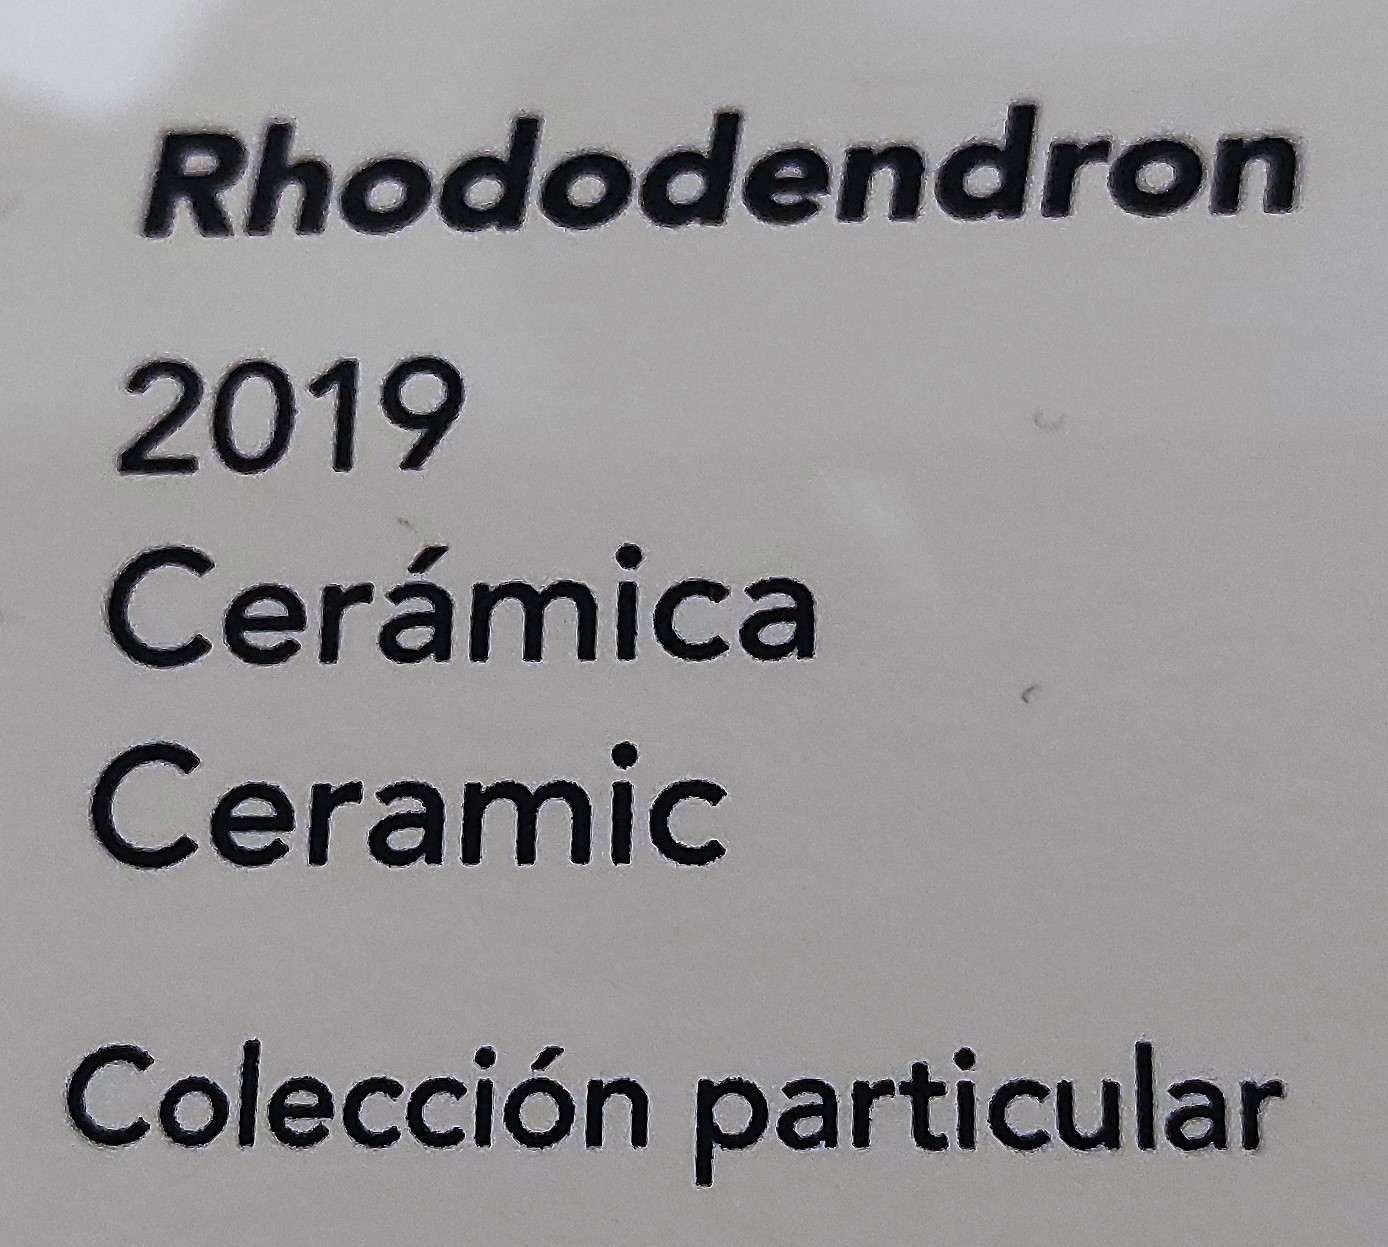 Rhododendron
2019
Cerámica
Ceramic
Colección particular